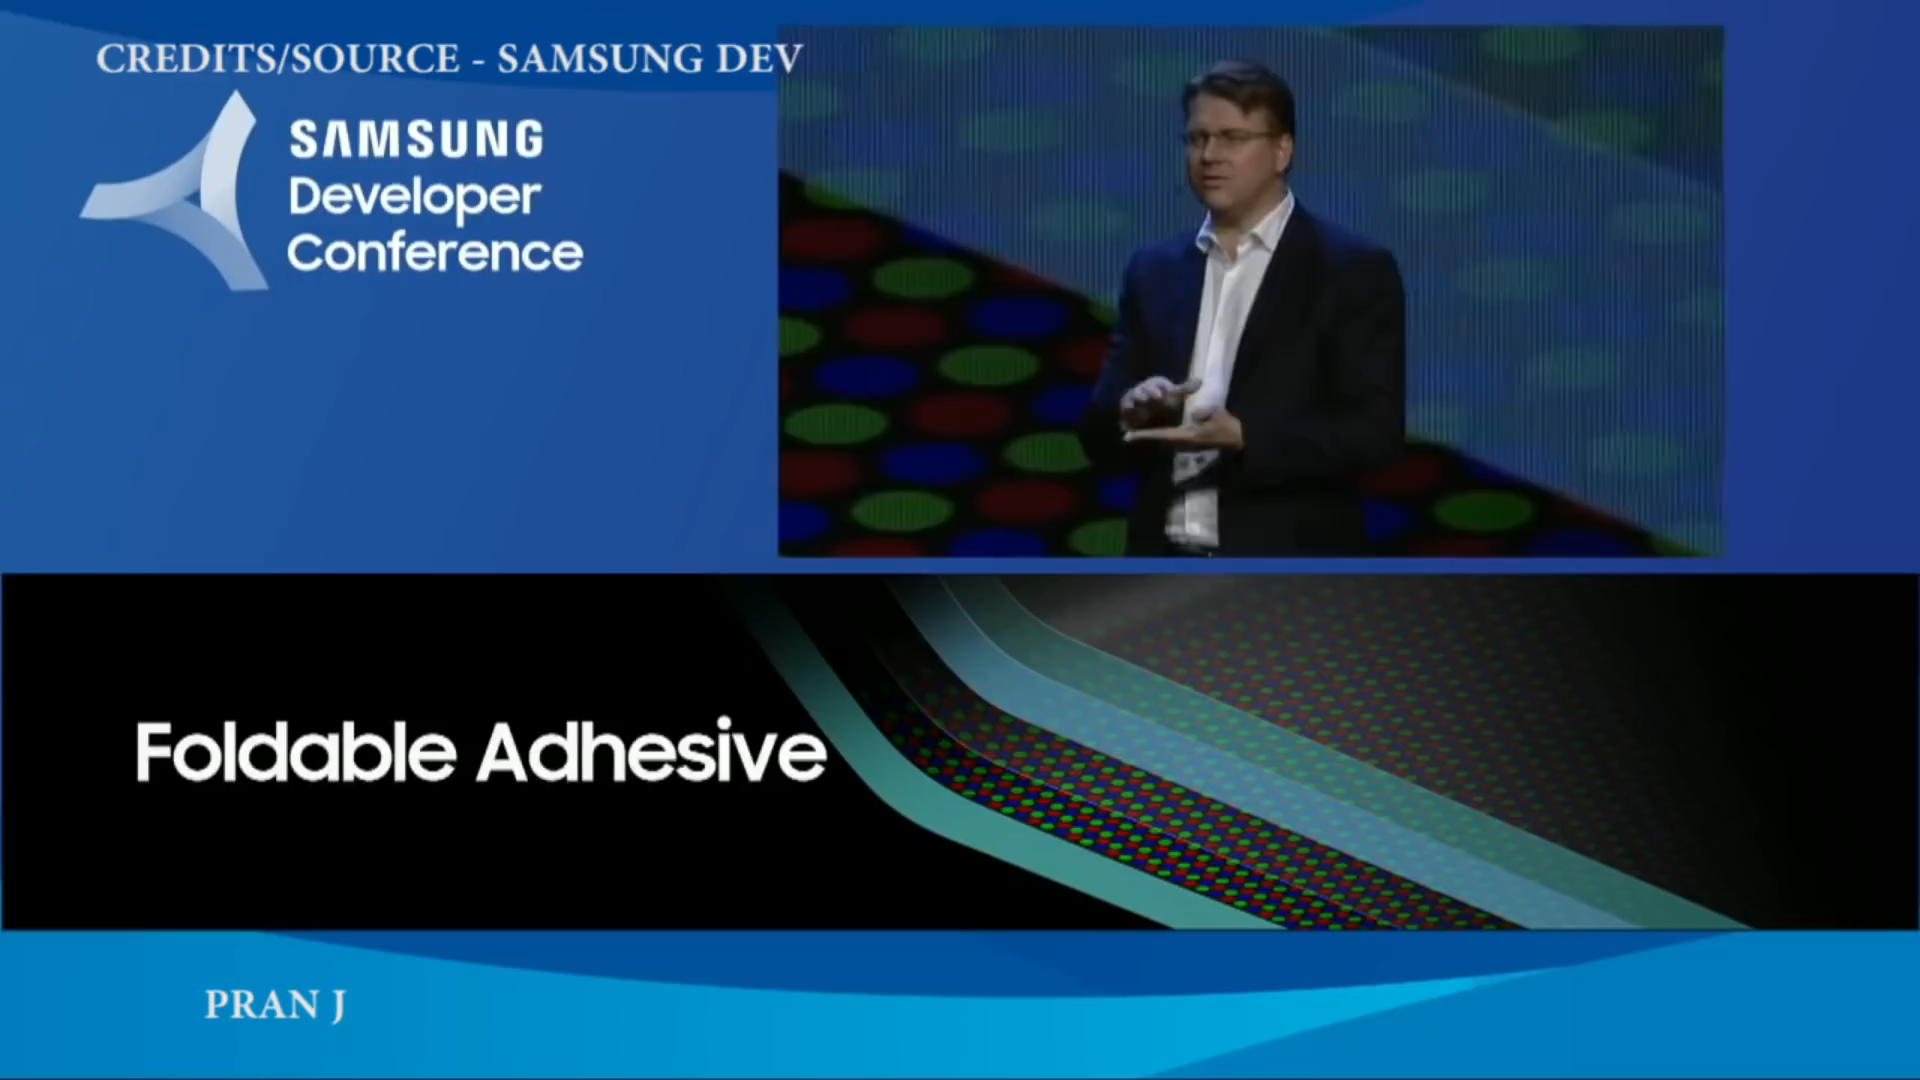 CREDITS/SOURCE - SAMSUNG DEV
SAMSUNG
Developer
Conference
Foldable Adhesive
PRAN J